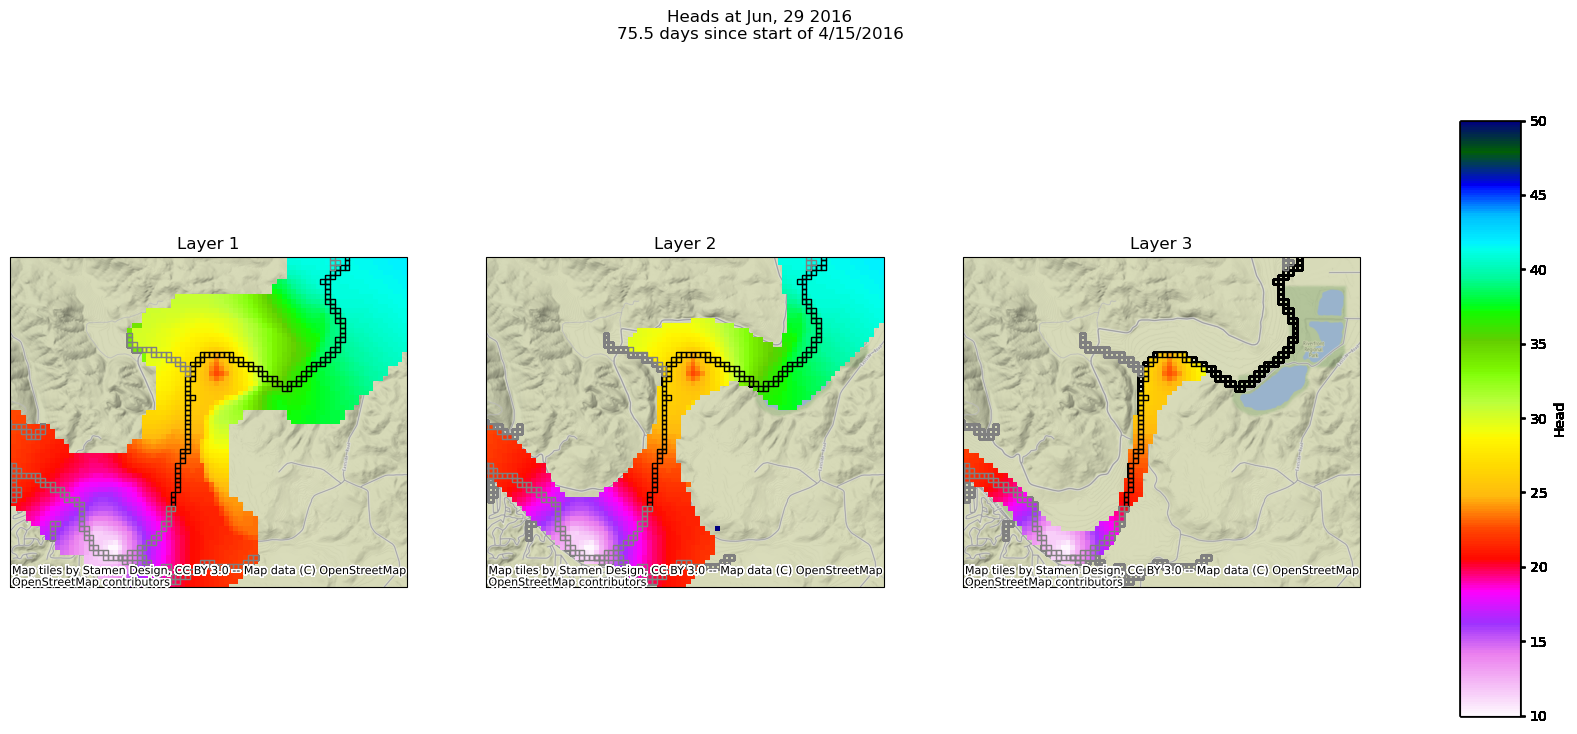 Heads at Jun, 29 2016
75.5 days since start of 4/15/2016
Layer 1
Layer 2
Layer 3
Map tiles by Stamen Design, CC BY 3.0 -- Map data (C) OpenStreetMap
OpenStreetMap contributors
Map tiles by Stamen Design, CC BY 3.0 -- Map data (C) OpenStreetMap
OpenStreetMap contributors
Map tiles by Stamen Design, CC BY 3.0 -- Map data (C) OpenStreetMap
OpenStreetMap contributors
50
45
40
35
30
25
20
15
10
Head